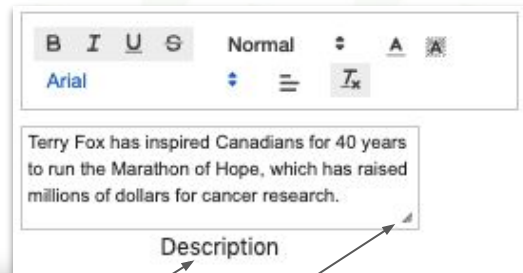 B I U S Normal A A
Arial Tx
Terry Fox has inspired Canadians for 40 years
to run the Marathon of Hope, which has raised
millions of dollars for cancer research.
Description